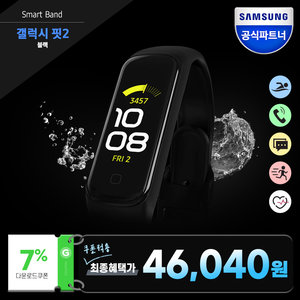 Smart Band
갤럭시 핏2
블랙
SAMSUNG
공식파트너
3457
10
08
FRI 2
7%
다운로드쿠폰
쿠폰적용
최종혜택가
46,040원